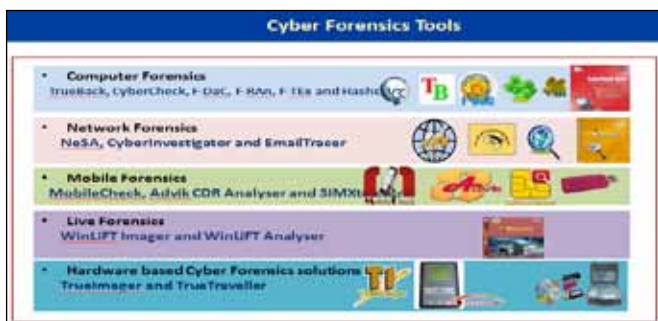 Cyber Forensics Tools
• Computer Forensics
TrueBack, CyberCheck, F-DaC, F-RAn, F-TEx and
• Network Forensics
NeSA, CyberInvestigator and EmailTracer
• Mobile Forensics
MobileCheck, Advik CDR Analyser and
• Live Forensics
WinLiFT Imager and WinLiFT Analyser
• Hardware based Cyber Forensics solutions
TrueImager and TrueTraveller
TB